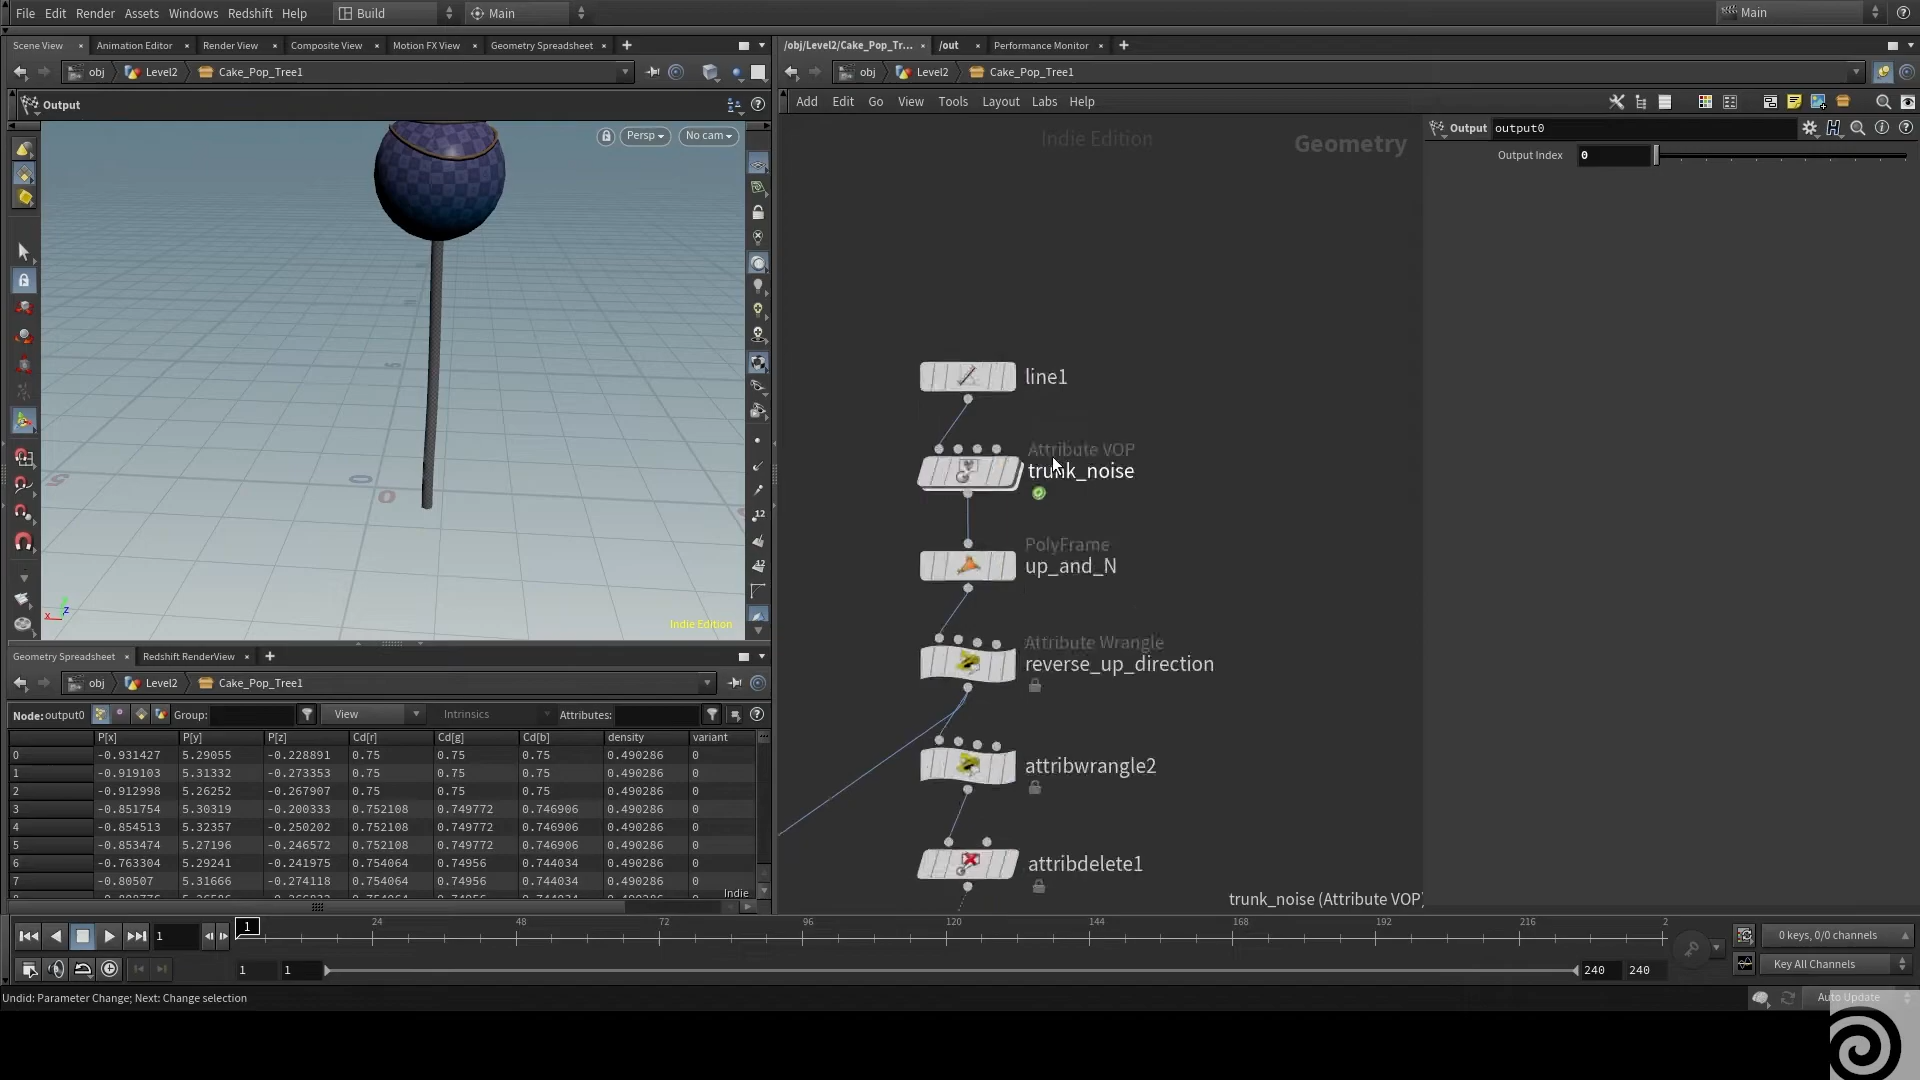 File Edit Render Assets Windows Redshift Help Build Main Main
Scene View Animation Editor Render View Composite View Motion FX View Geometry Spreadsheet
/obj/Level2/Cake_Pop_Tr... /out Performance Monitor
obj Level2 Cake_Pop_Tree1
obj Level2 Cake_Pop_Tree1
Output
Add Edit Go View Tools Layout Labs Help
Persp No cam
Indie Edition
Geometry
Output output0
Output Index 0
line1
Attribute VOP
trunk_noise
PolyFrame
up_and_N
Attribute Wrangle
reverse_up_direction
attribwrangle2
attribdelete1
trunk_noise (Attribute VOP)
Indie Edition
Geometry Spreadsheet Redshift RenderView
obj Level2 Cake_Pop_Tree1
Node: output0 Group: View Intrinsics Attributes:
P[x] P[y] P[z] Cd[r] Cd[g] Cd[b] density variant
0 -0.931427 5.29055 -0.228891 0.75 0.75 0.75 0.490286 0
1 -0.919103 5.31332 -0.273353 0.75 0.75 0.75 0.490286 0
2 -0.912998 5.26252 -0.267907 0.75 0.75 0.75 0.490286 0
3 -0.851754 5.30319 -0.200333 0.752108 0.749772 0.746906 0.490286 0
4 -0.854513 5.32357 -0.250202 0.752108 0.749772 0.746906 0.490286 0
5 -0.853474 5.27196 -0.246572 0.752108 0.749772 0.746906 0.490286 0
6 -0.763304 5.29241 -0.241975 0.754064 0.74956 0.744034 0.490286 0
7 -0.80507 5.31666 -0.274118 0.754064 0.74956 0.744034 0.490286 0
Indie
1 1 24 48 72 96 120 144 168 192 216 2
0 keys, 0/0 channels
1 1 240 240 Key All Channels
Undid: Parameter Change; Next: Change selection
Auto Update